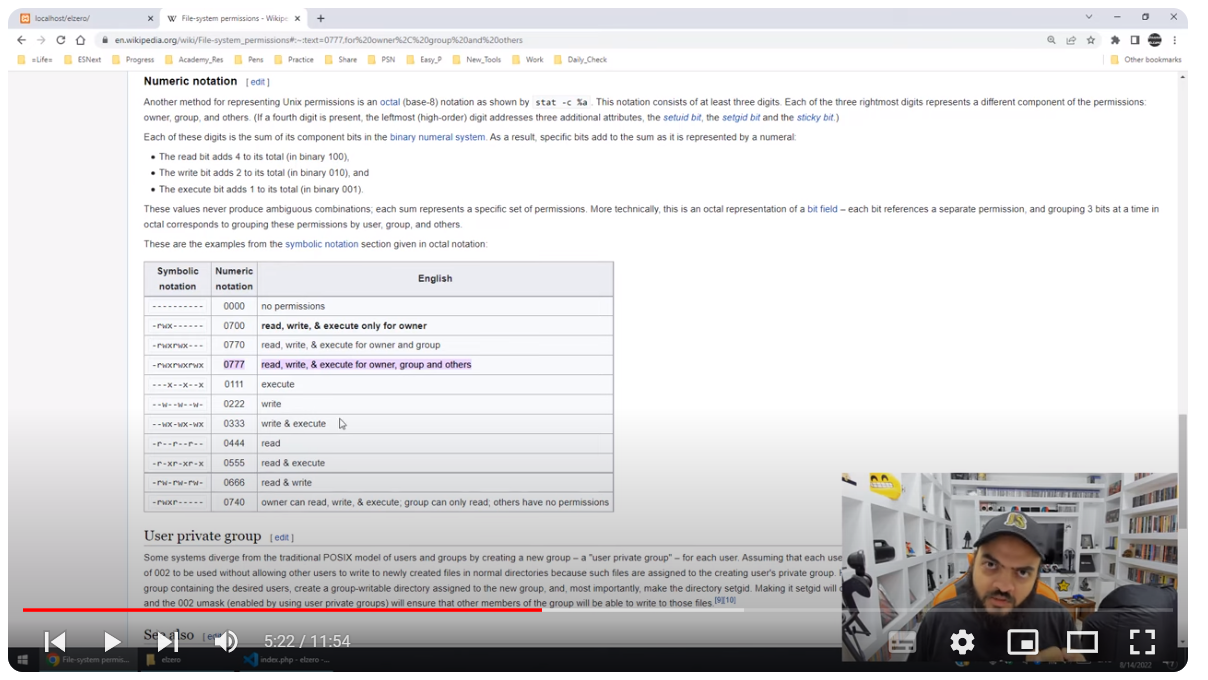 localhost/elzero/
File-system permissions - Wikipe
en.wikipedia.org/wiki/File-system_permissions#:~:text=0777,for%20owner%2C%20group%20and%20others
=Life=
ESNext
Progress
Academy_Res
Pens
Practice
Share
PSN
Easy_P
New_Tools
Work
Daily_Check
Other bookmarks
Numeric notation [ edit ]
Another method for representing Unix permissions is an octal (base-8) notation as shown by stat -c %a . This notation consists of at least three digits. Each of the three rightmost digits represents a different component of the permissions:
owner, group, and others. (If a fourth digit is present, the leftmost (high-order) digit addresses three additional attributes, the setuid bit, the setgid bit and the sticky bit.)
Each of these digits is the sum of its component bits in the binary numeral system. As a result, specific bits add to the sum as it is represented by a numeral:
• The read bit adds 4 to its total (in binary 100),
• The write bit adds 2 to its total (in binary 010), and
• The execute bit adds 1 to its total (in binary 001).
These values never produce ambiguous combinations; each sum represents a specific set of permissions. More technically, this is an octal representation of a bit field – each bit references a separate permission, and grouping 3 bits at a time in
octal corresponds to grouping these permissions by user, group, and others.
These are the examples from the symbolic notation section given in octal notation:
Symbolic notation Numeric notation English
---------- 0000 no permissions
-rwx------ 0700 read, write, & execute only for owner
-rwxrwx--- 0770 read, write, & execute for owner and group
-rwxrwxrwx 0777 read, write, & execute for owner, group and others
---x--x--x 0111 execute
--w--w--w- 0222 write
--wx-wx-wx 0333 write & execute
-r--r--r-- 0444 read
-r-xr-xr-x 0555 read & execute
-rw-rw-rw- 0666 read & write
-rwxr----- 0740 owner can read, write, & execute; group can only read; others have no permissions
User private group [ edit ]
Some systems diverge from the traditional POSIX model of users and groups by creating a new group – a "user private group" – for each user. Assuming that each use
of 002 to be used without allowing other users to write to newly created files in normal directories because such files are assigned to the creating user's private group.
group containing the desired users, create a group-writable directory assigned to the new group, and, most importantly, make the directory setgid. Making it setgid will
and the 002 umask (enabled by using user private groups) will ensure that other members of the group will be able to write to those files.[9][10]
See also
5:22 / 11:54
File-system permis...
elzero
index.php - elzero -...
8/14/2022